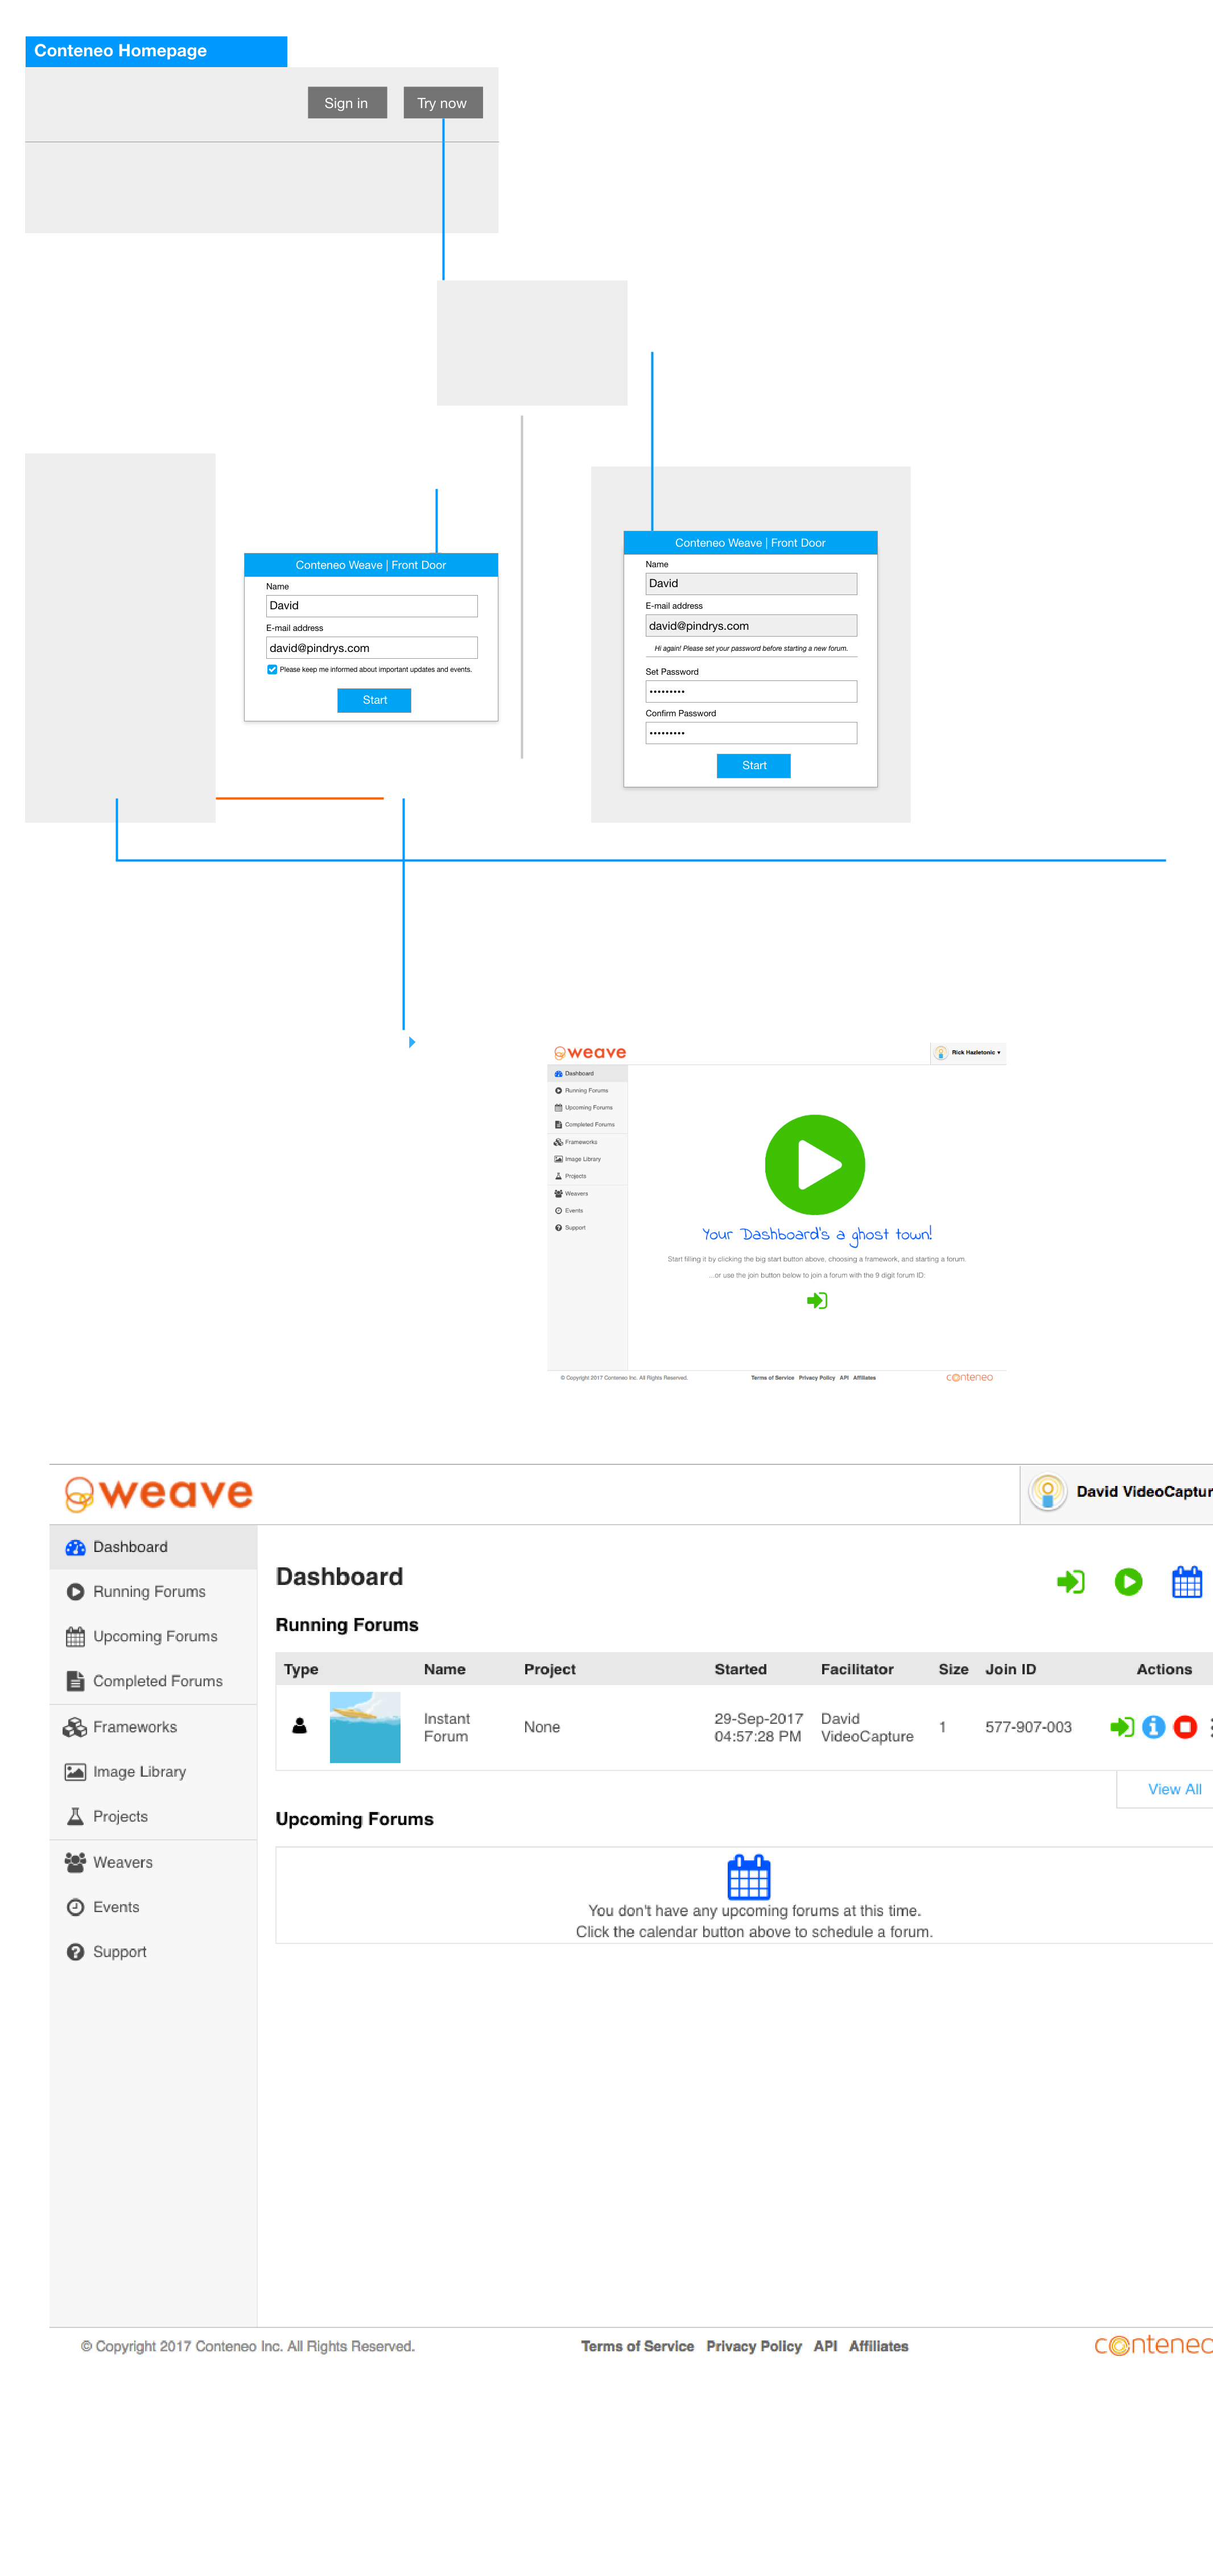 Conteneo Homepage
Sign in
Try now
Conteneo Weave | Front Door
Name
David
E-mail address
david@pindrys.com
Please keep me informed about important updates and events.
Start
Conteneo Weave | Front Door
Name
David
E-mail address
david@pindrys.com
Hi again! Please set your password before starting a new forum.
Set Password
•••••••••
Confirm Password
•••••••••
Start
weave
Rick Hazletonic
Dashboard
Running Forums
Upcoming Forums
Completed Forums
Frameworks
Image Library
Projects
Weavers
Events
Support
Your Dashboard's a ghost town!
Start filling it by clicking the big start button above, choosing a framework, and starting a forum.
...or use the join button below to join a forum with the 9 digit forum ID:
© Copyright 2017 Conteneo Inc. All Rights Reserved.
Terms of Service Privacy Policy API Affiliates
conteneo
weave
David VideoCaptur
Dashboard
Running Forums
Upcoming Forums
Completed Forums
Frameworks
Image Library
Projects
Weavers
Events
Support
Dashboard
Running Forums
Type Name Project Started Facilitator Size Join ID Actions
Instant Forum None 29-Sep-2017 04:57:28 PM David VideoCapture 1 577-907-003
View All
Upcoming Forums
You don't have any upcoming forums at this time.
Click the calendar button above to schedule a forum.
© Copyright 2017 Conteneo Inc. All Rights Reserved.
Terms of Service Privacy Policy API Affiliates
conteneo